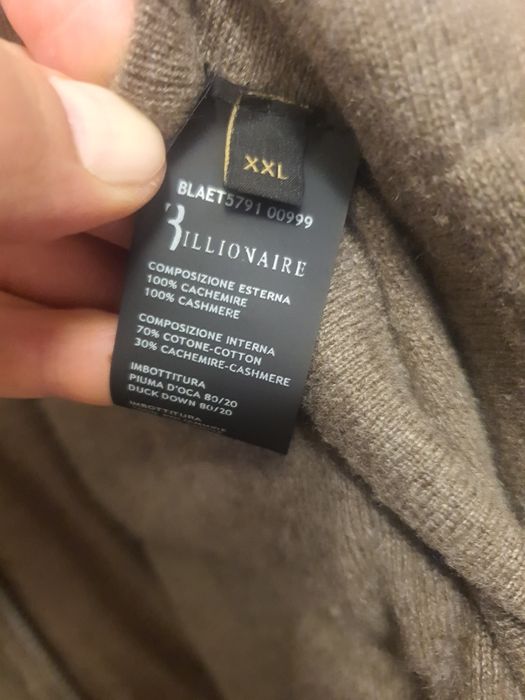 XXL
BLAET5791 00999
BILLIONAIRE
COMPOSIZIONE ESTERNA
100% CACHEMIRE
100% CASHMERE
COMPOSIZIONE INTERNA
70% COTONE-COTTON
30% CACHEMIRE-CASHMERE
IMBOTTITURA
PIUMA D'OCA 80/20
DUCK DOWN 80/20
IMBOTTITURA